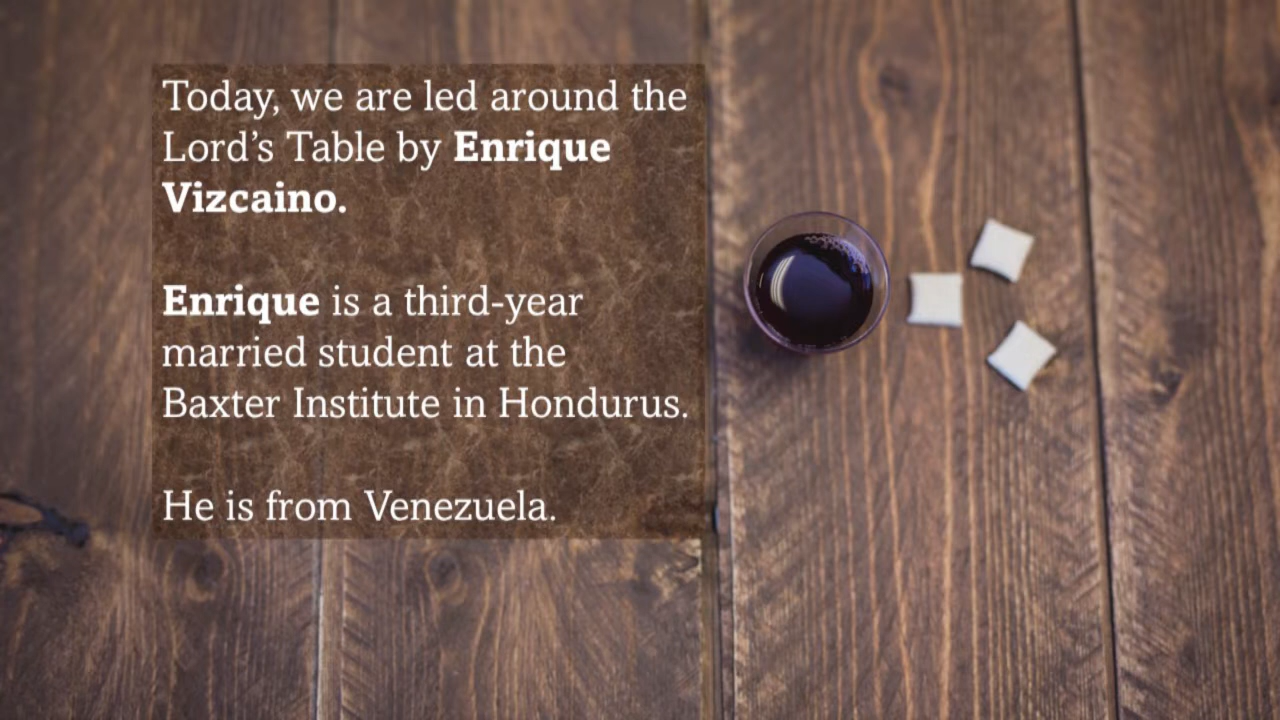 Today, we are led around the
Lord’s Table by Enrique
Vizcaino.
Enrique is a third-year
married student at the
Baxter Institute in Hondurus.
He is from Venezuela.